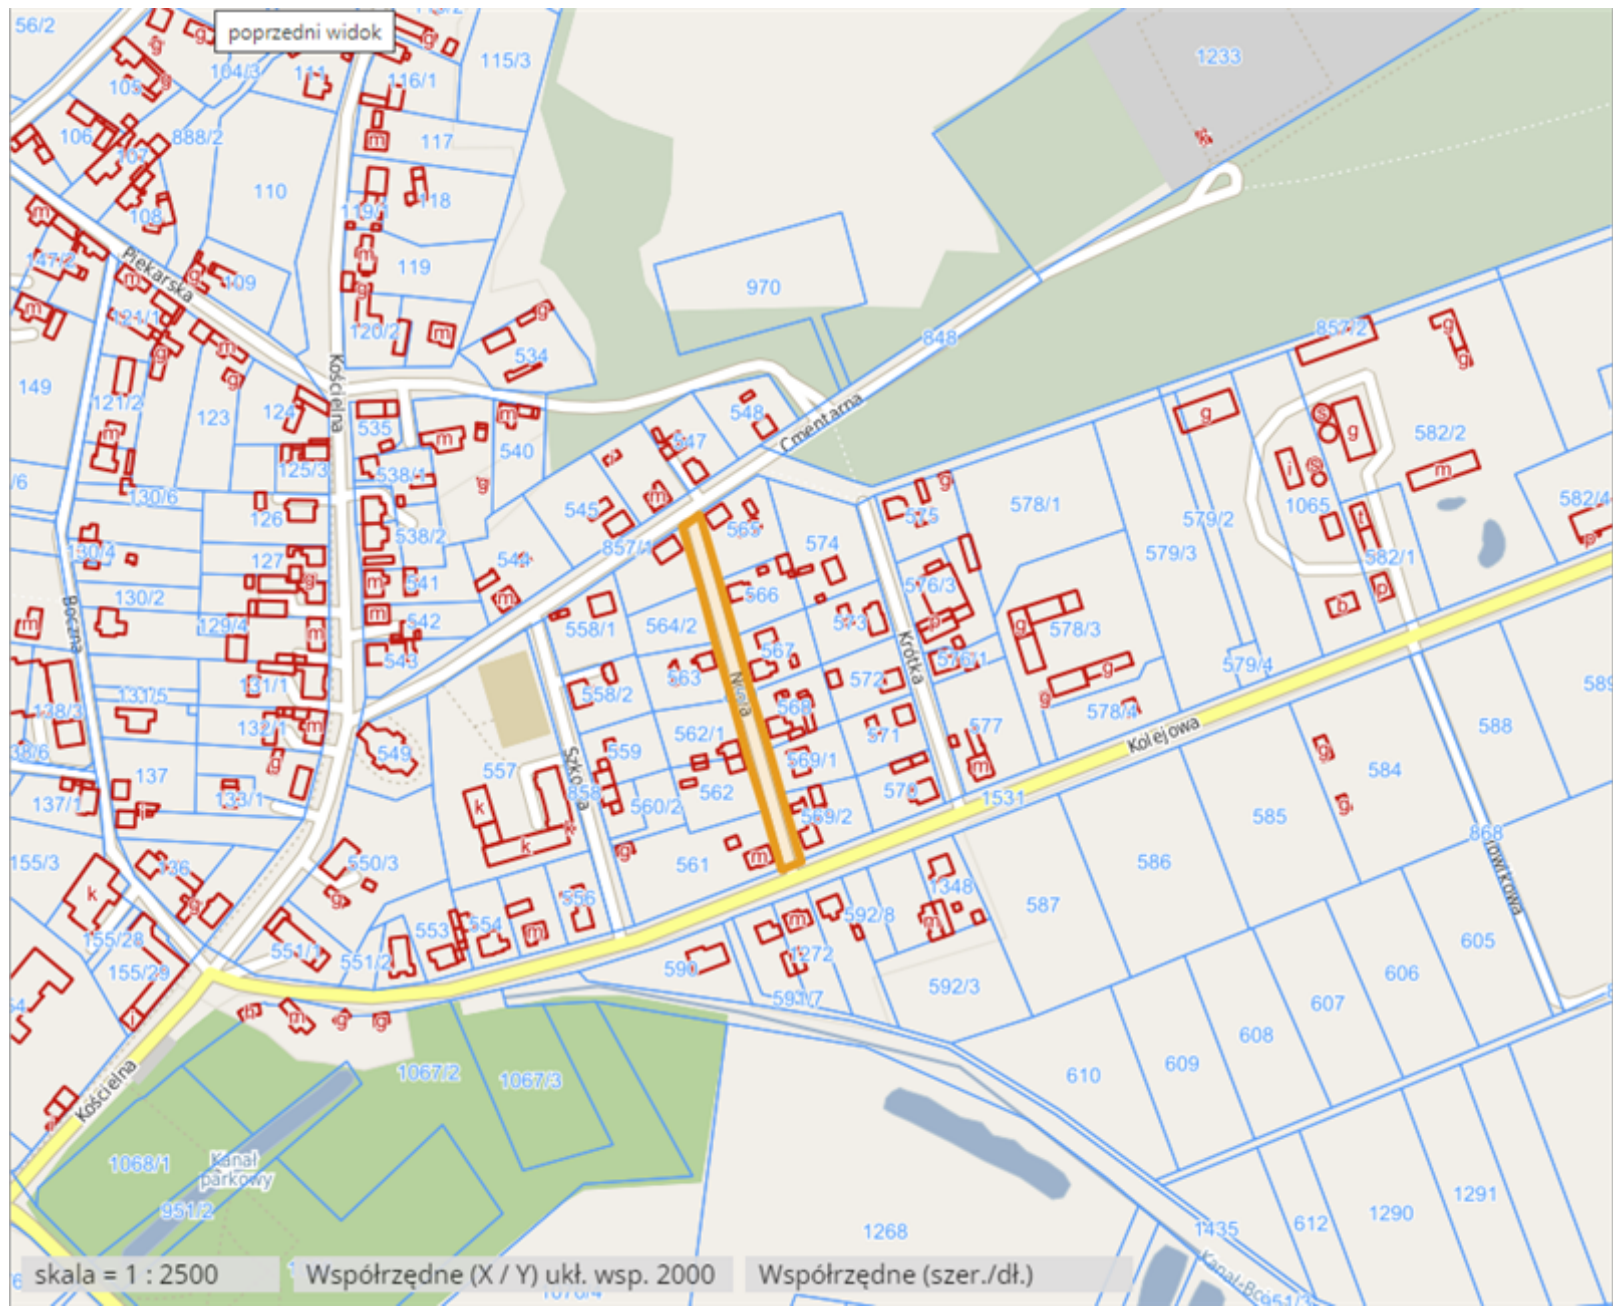 poprzedni widok
56/2
g
g
g
115/3
1233
104/3
111
116/1
105
g
106
888/2
m
117
107
110
118
108
119/1
m
m
147/2
Piekarska
g
109
119
m
970
g
121/1
120/2
m
g
m
g
m
534
848
857/2
g
g
149
Kościelna
121/2
123
124
g
535
m
540
548
Cmentarna
g
g
582/2
m
125/3
538/1
547
i
m
g
g
578/1
1065
582/4
130/6
126
545
m
575
579/2
538/2
565
t
130/4
127
857/1
574
579/3
582/1
m
g
541
544
m
566
576/3
p
p
b
130/2
Boczna
m
129/4
m
542
558/1
564/2
573
p
g
578/3
543
567
Krótka
576/1
g
579/4
131/5
131/1
558/2
563
Nowa
572
g
578/4
138/3
132/1
m
568
577
588
589
38/6
g
549
559
562/1
571
Kolejowa
g
137
133/1
557
Szkolna
569/1
m
584
137/1
858
562
570
1531
g
k
560/2
569/2
585
868
155/3
136
550/3
k
g
561
m
586
k
g
g
1348
556
587
155/28
553
554
m
m
592/8
m
605
551/1
551/2
590
1272
606
155/29
592/3
607
591/7
m
g
g
608
609
1067/2
1067/3
610
Kościelna
1068/1
Kanał
parkowy
951/2
1291
1290
612
1435
1268
skala = 1 : 2500
Współrzędne (X / Y) ukł. wsp. 2000
Współrzędne (szer./dł.)